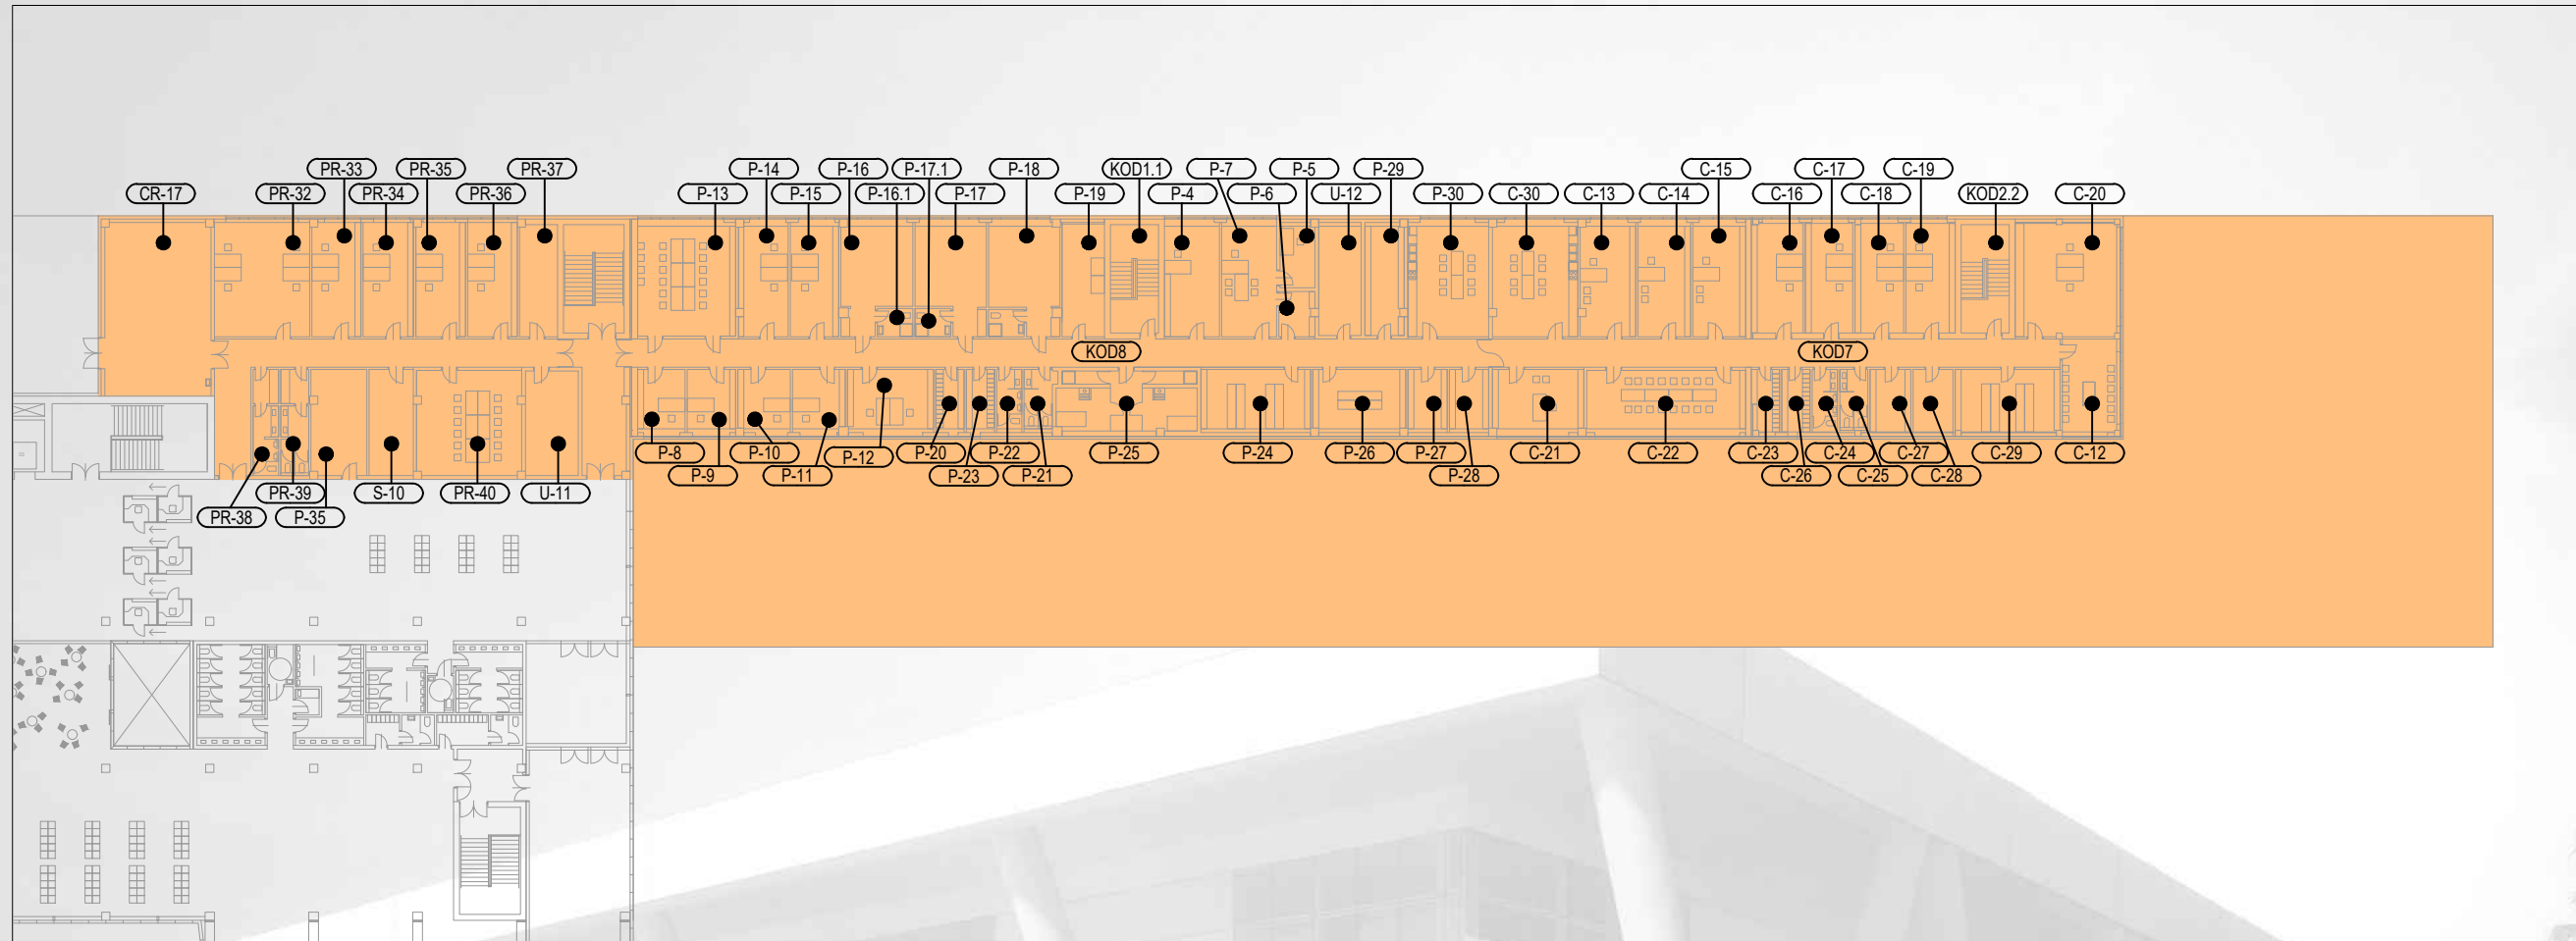 PR-33 PR-35 PR-37 P-14 P-16 P-17.1 P-18 KOD1.1 P-7 P-5 P-29 C-15 C-17 C-19
CR-17 PR-32 PR-34 PR-36 P-13 P-15 P-16.1 P-17 P-19 P-4 P-6 U-12 P-30 C-30 C-13 C-14 C-16 C-18 KOD2.2 C-20
KOD8 KOD7
P-8 P-10 P-12 P-20 P-22 P-25 P-24 P-26 P-27 C-21 C-22 C-23 C-24 C-27 C-29 C-12
P-9 P-11 P-23 P-21 P-28 C-26 C-25 C-28
PR-39 S-10 PR-40 U-11
PR-38 P-35